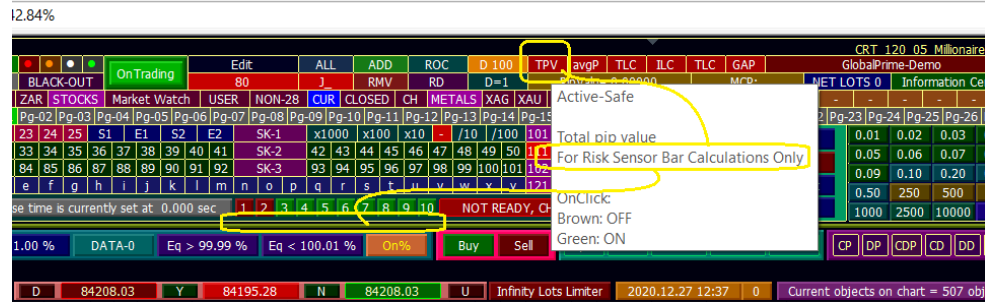 42.84%
CRT 120 05 Millionaire
Edit ALL ADD ROC D 100 TPV avgP TLC ILC TLC GAP GlobalPrime-Demo
BLACK-OUT OnTrading 80 J_ RMV RD D=1 NET LOTS 0 Information Ce
ZAR STOCKS Market Watch USER NON-28 CUR CLOSED CH METALS XAG XAU Active-Safe - - - -
Pg-02 Pg-03 Pg-04 Pg-05 Pg-06 Pg-07 Pg-08 Pg-09 Pg-10 Pg-11 Pg-12 Pg-13 Pg-14 Pg-15 Pg-23 Pg-24 Pg-25 Pg-26
23 24 25 S1 E1 S2 E2 SK-1 x1000 x100 x10 - /10 /100 101 Total pip value 0.01 0.02 0.03
33 34 35 36 37 38 39 40 41 SK-2 42 43 44 45 46 47 48 49 50 For Risk Sensor Bar Calculations Only 0.05 0.06 0.07
84 85 86 87 88 89 90 91 92 SK-3 93 94 95 96 97 98 99 100 101 102 0.09 0.10 0.20
e f g h i j k l m n o p q r s t u v w x y 121 OnClick: 0.50 250 500
se time is currently set at 0.000 sec 1 2 3 4 5 6 7 8 9 10 NOT READY, CH Brown: OFF 1000 2500 10000
Green: ON
1.00 % DATA-0 Eq > 99.99 % Eq < 100.01 % On% Buy Sell CP DP CDP CD DD
D 84208.03 Y 84195.28 N 84208.03 U Infinity Lots Limiter 2020.12.27 12:37 0 Current objects on chart = 507 obj